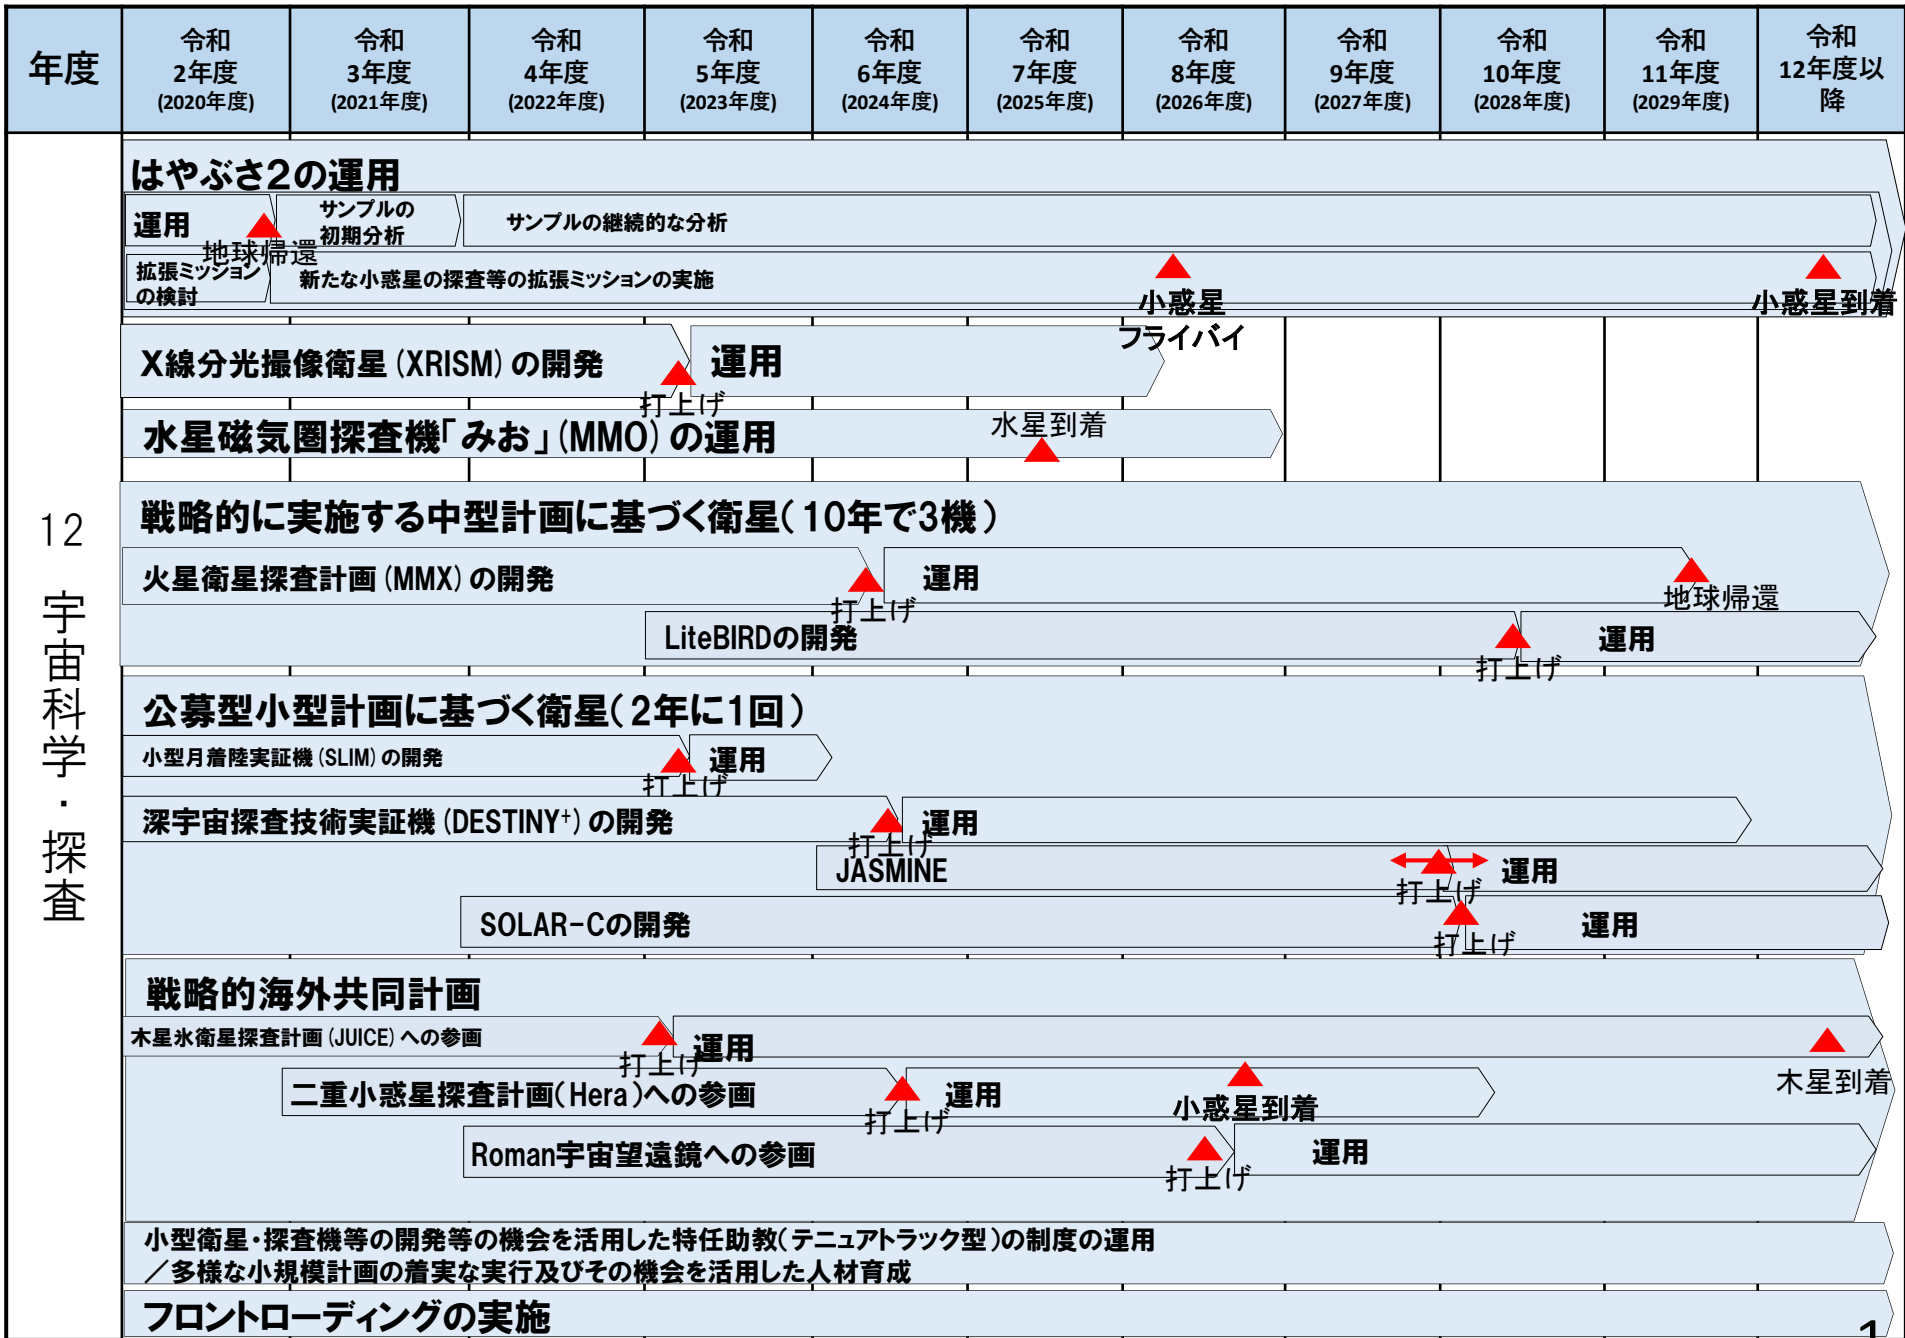 年度
令和
2年度
(2020年度)
令和
3年度
(2021年度)
令和
4年度
(2022年度)
令和
5年度
(2023年度)
令和
6年度
(2024年度)
令和
7年度
(2025年度)
令和
8年度
(2026年度)
令和
9年度
(2027年度)
令和
10年度
(2028年度)
令和
11年度
(2029年度)
令和
12年度以
降
12 宇宙科学・探査
はやぶさ2の運用
運用
地球帰還
サンプルの
初期分析
サンプルの継続的な分析
拡張ミッション
の検討
新たな小惑星の探査等の拡張ミッションの実施
小惑星
フライバイ
小惑星到着
X線分光撮像衛星(XRISM)の開発
打上げ
運用
水星磁気圏探査機「みお」(MMO)の運用
水星到着
戦略的に実施する中型計画に基づく衛星(10年で3機)
火星衛星探査計画(MMX)の開発
打上げ
運用
地球帰還
LiteBIRDの開発
打上げ
運用
公募型小型計画に基づく衛星(2年に1回)
小型月着陸実証機(SLIM)の開発
打上げ
運用
深宇宙探査技術実証機(DESTINY+)の開発
打上げ
運用
JASMINE
打上げ
運用
SOLAR-Cの開発
打上げ
運用
戦略的海外共同計画
木星氷衛星探査計画(JUICE)への参画
打上げ
運用
木星到着
二重小惑星探査計画(Hera)への参画
打上げ
運用
小惑星到着
Roman宇宙望遠鏡への参画
打上げ
運用
小型衛星・探査機等の開発等の機会を活用した特任助教(テニュアトラック型)の制度の運用
/多様な小規模計画の着実な実行及びその機会を活用した人材育成
フロントローディングの実施
1